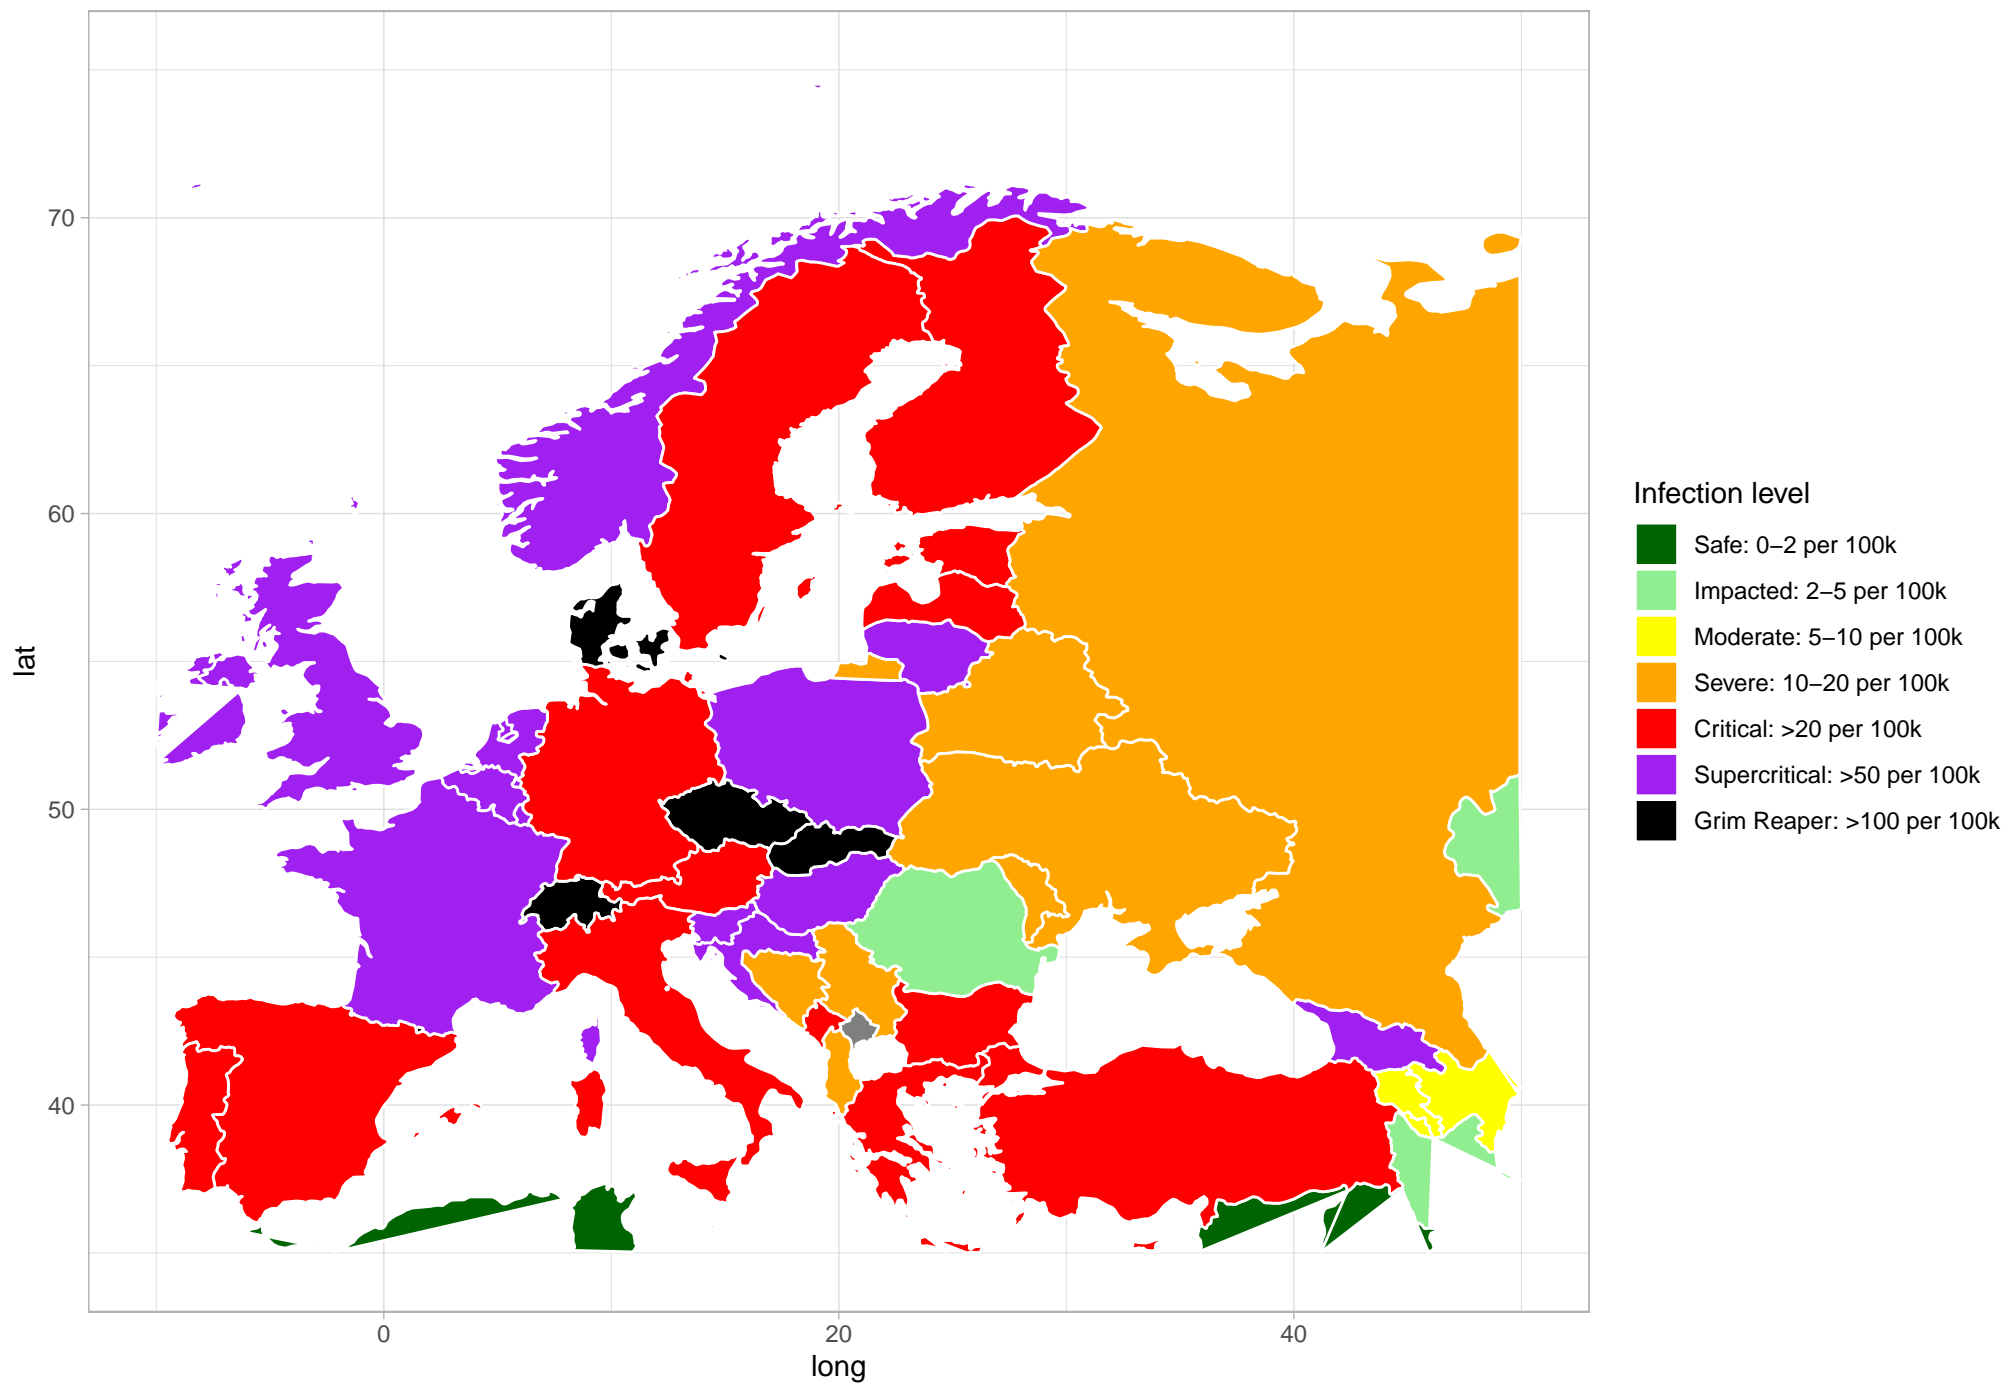 70
60
50
40
0
20
40
long
lat
Infection level
Safe: 0–2 per 100k
Impacted: 2–5 per 100k
Moderate: 5–10 per 100k
Severe: 10–20 per 100k
Critical: >20 per 100k
Supercritical: >50 per 100k
Grim Reaper: >100 per 100k